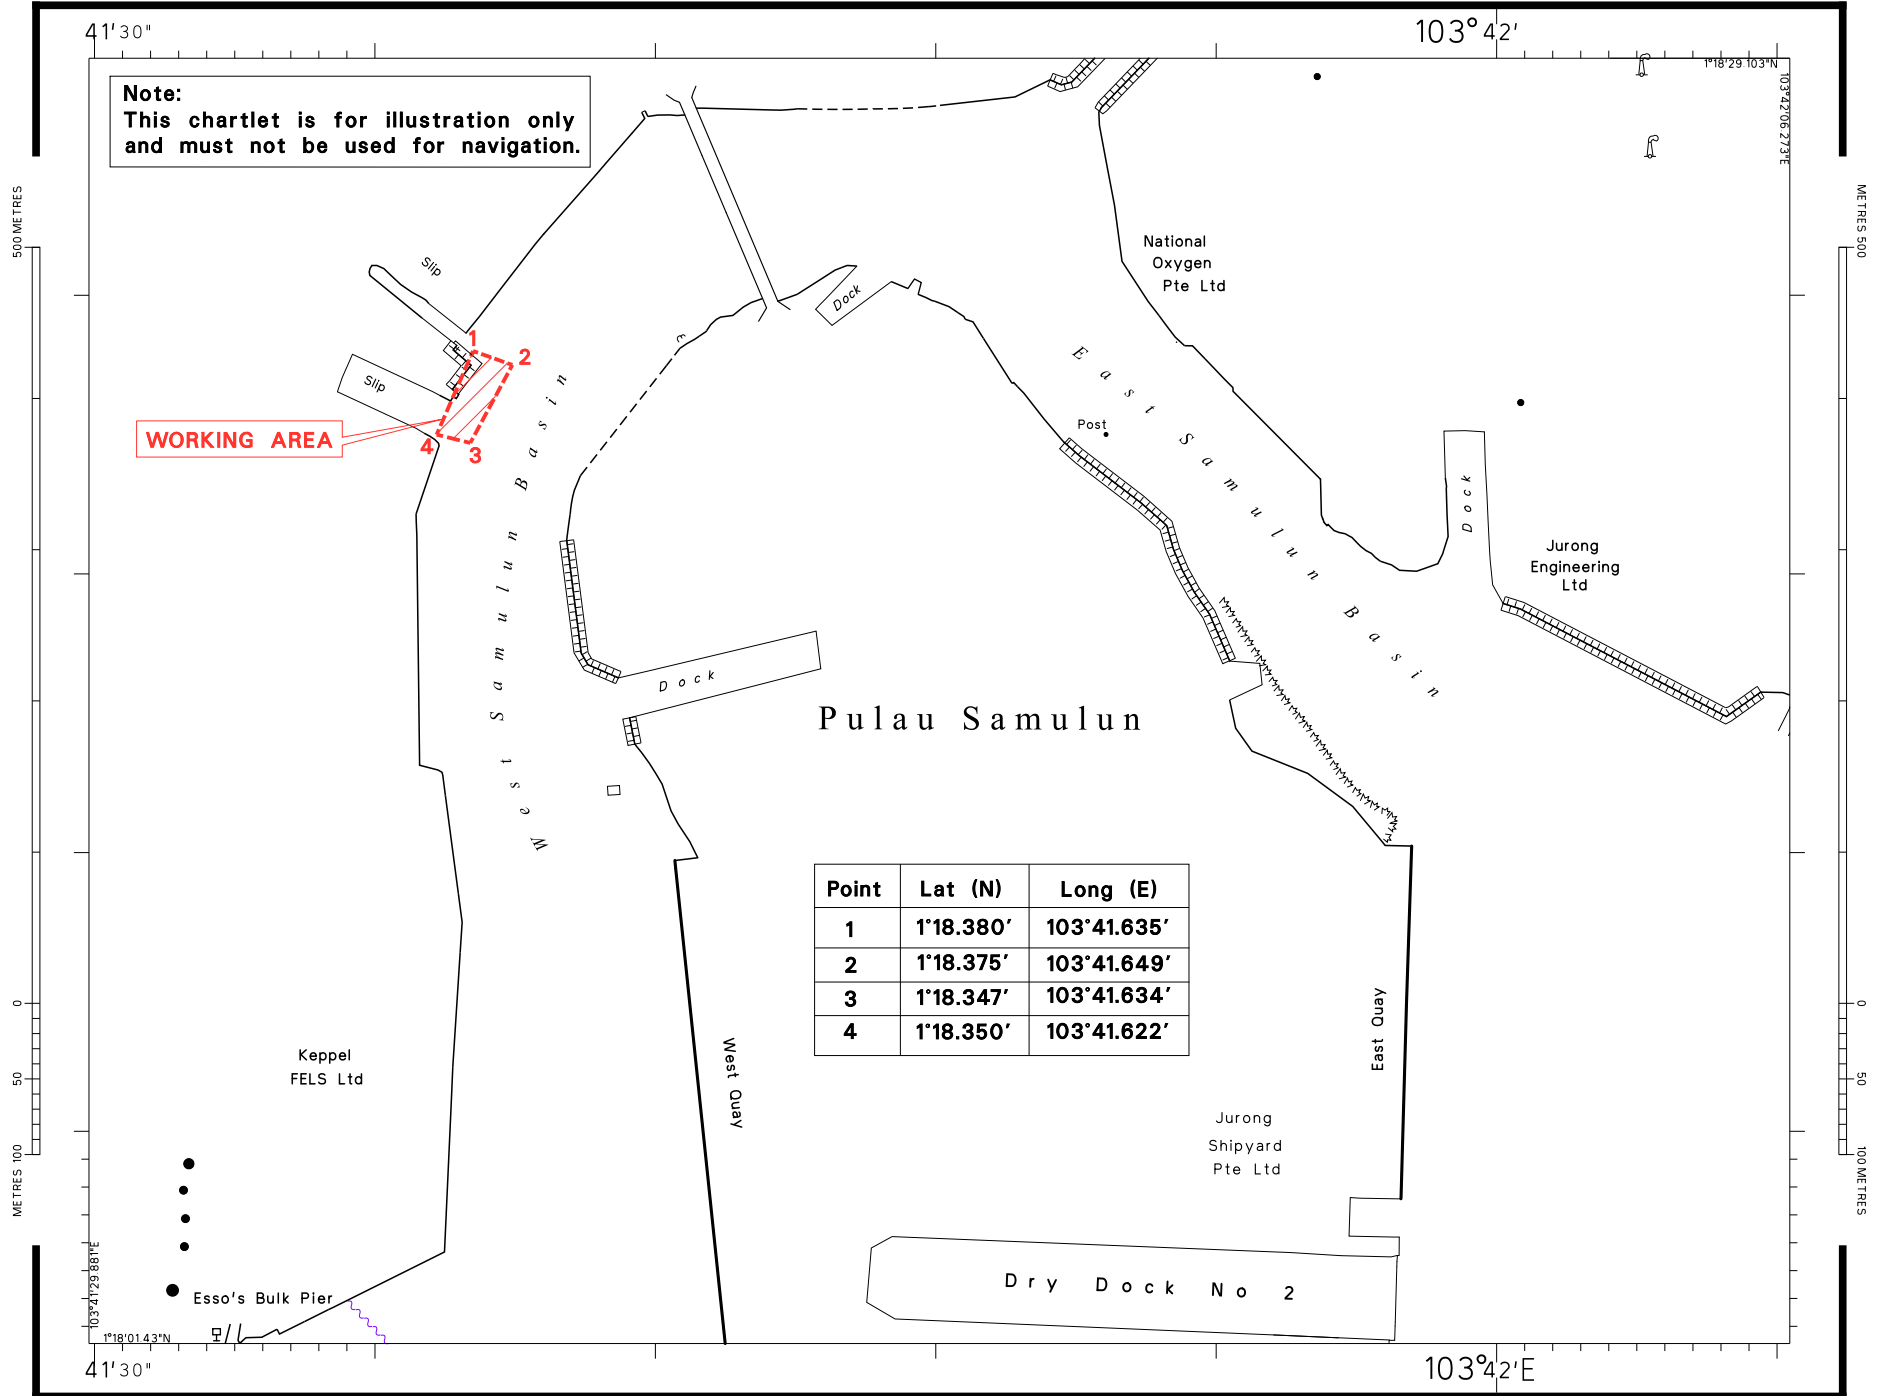 41'30"
103°42'
1°18'29.103"N
103°42'06.273"E
Note:
This chartlet is for illustration only
and must not be used for navigation.
500 METRES
METRES 500
Slip
National
Oxygen
Pte Ltd
Dock
1
2
Slip
WORKING AREA
4
3
West Samulun Basin
East Samulun Basin
Post
Dock
Jurong
Engineering
Ltd
Dock
Pulau Samulun
Point Lat (N) Long (E)
1 1°18.380' 103°41.635'
2 1°18.375' 103°41.649'
3 1°18.347' 103°41.634'
4 1°18.350' 103°41.622'
0
0
West Quay
East Quay
Keppel
FELS Ltd
50
50
Jurong
Shipyard
Pte Ltd
METRES 100
100 METRES
Dry Dock No 2
Esso's Bulk Pier
103°41'29.881"E
1°18'01.43"N
41'30"
103°42'E